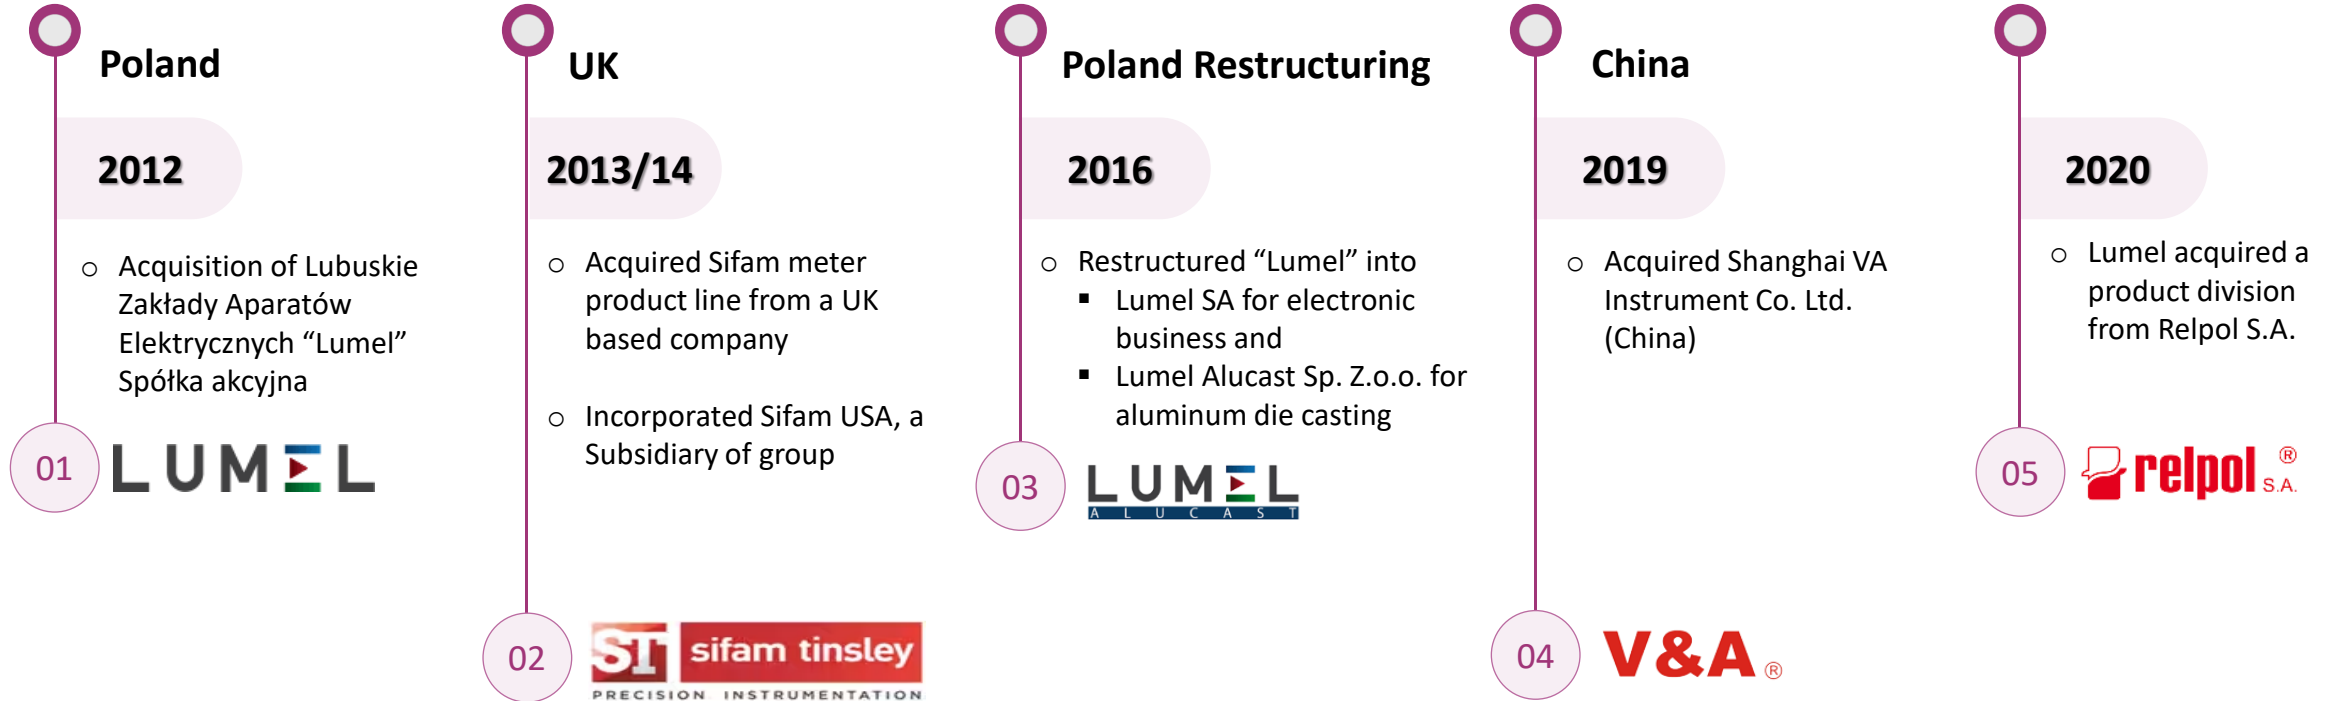 Poland
2012
o Acquisition of Lubuskie
Zakłady Aparatów
Elektrycznych “Lumel”
Spółka akcyjna
01
LUMEL
UK
2013/14
o Acquired Sifam meter
product line from a UK
based company
o Incorporated Sifam USA, a
Subsidiary of group
02
ST sifam tinsley
PRECISION INSTRUMENTATION
Poland Restructuring
2016
o Restructured “Lumel” into
▪ Lumel SA for electronic
business and
▪ Lumel Alucast Sp. Z.o.o. for
aluminum die casting
03
LUMEL
ALUCAST
China
2019
o Acquired Shanghai VA
Instrument Co. Ltd.
(China)
04
V&A ®
2020
o Lumel acquired a
product division
from Relpol S.A.
05
relpol S.A. ®